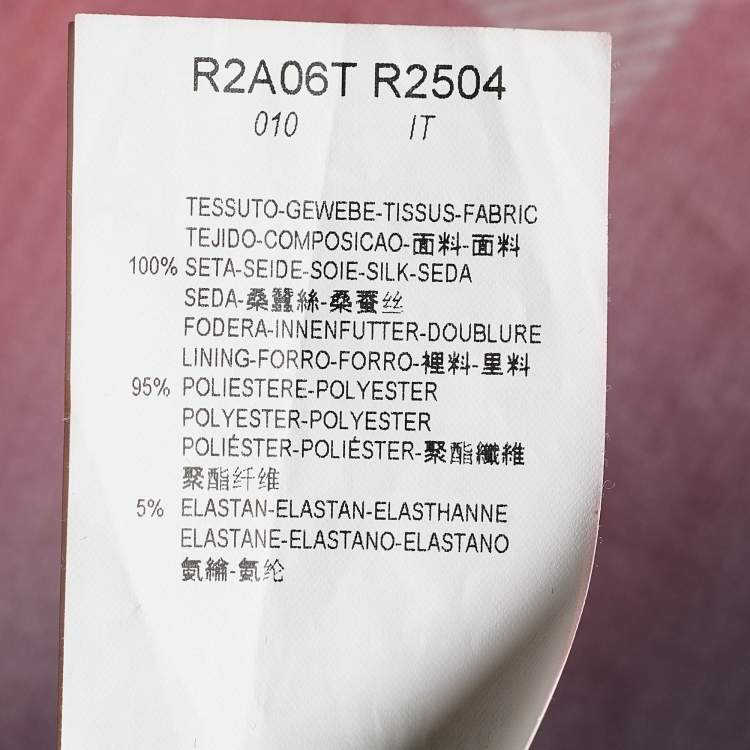 R2A06T R2504
010 IT
TESSUTO-GEWEBE-TISSUS-FABRIC
TEJIDO-COMPOSICAO-面料-面料
100% SETA-SEIDE-SOIE-SILK-SEDA
SEDA-桑蠶絲-桑蚕丝
FODERA-INNENFUTTER-DOUBLURE
LINING-FORRO-FORRO-裡料-里料
95% POLIESTERE-POLYESTER
POLYESTER-POLYESTER
POLIÉSTER-POLIÉSTER-聚酯纖維
聚酯纤维
5% ELASTAN-ELASTAN-ELASTHANNE
ELASTANE-ELASTANO-ELASTANO
氨綸-氨纶